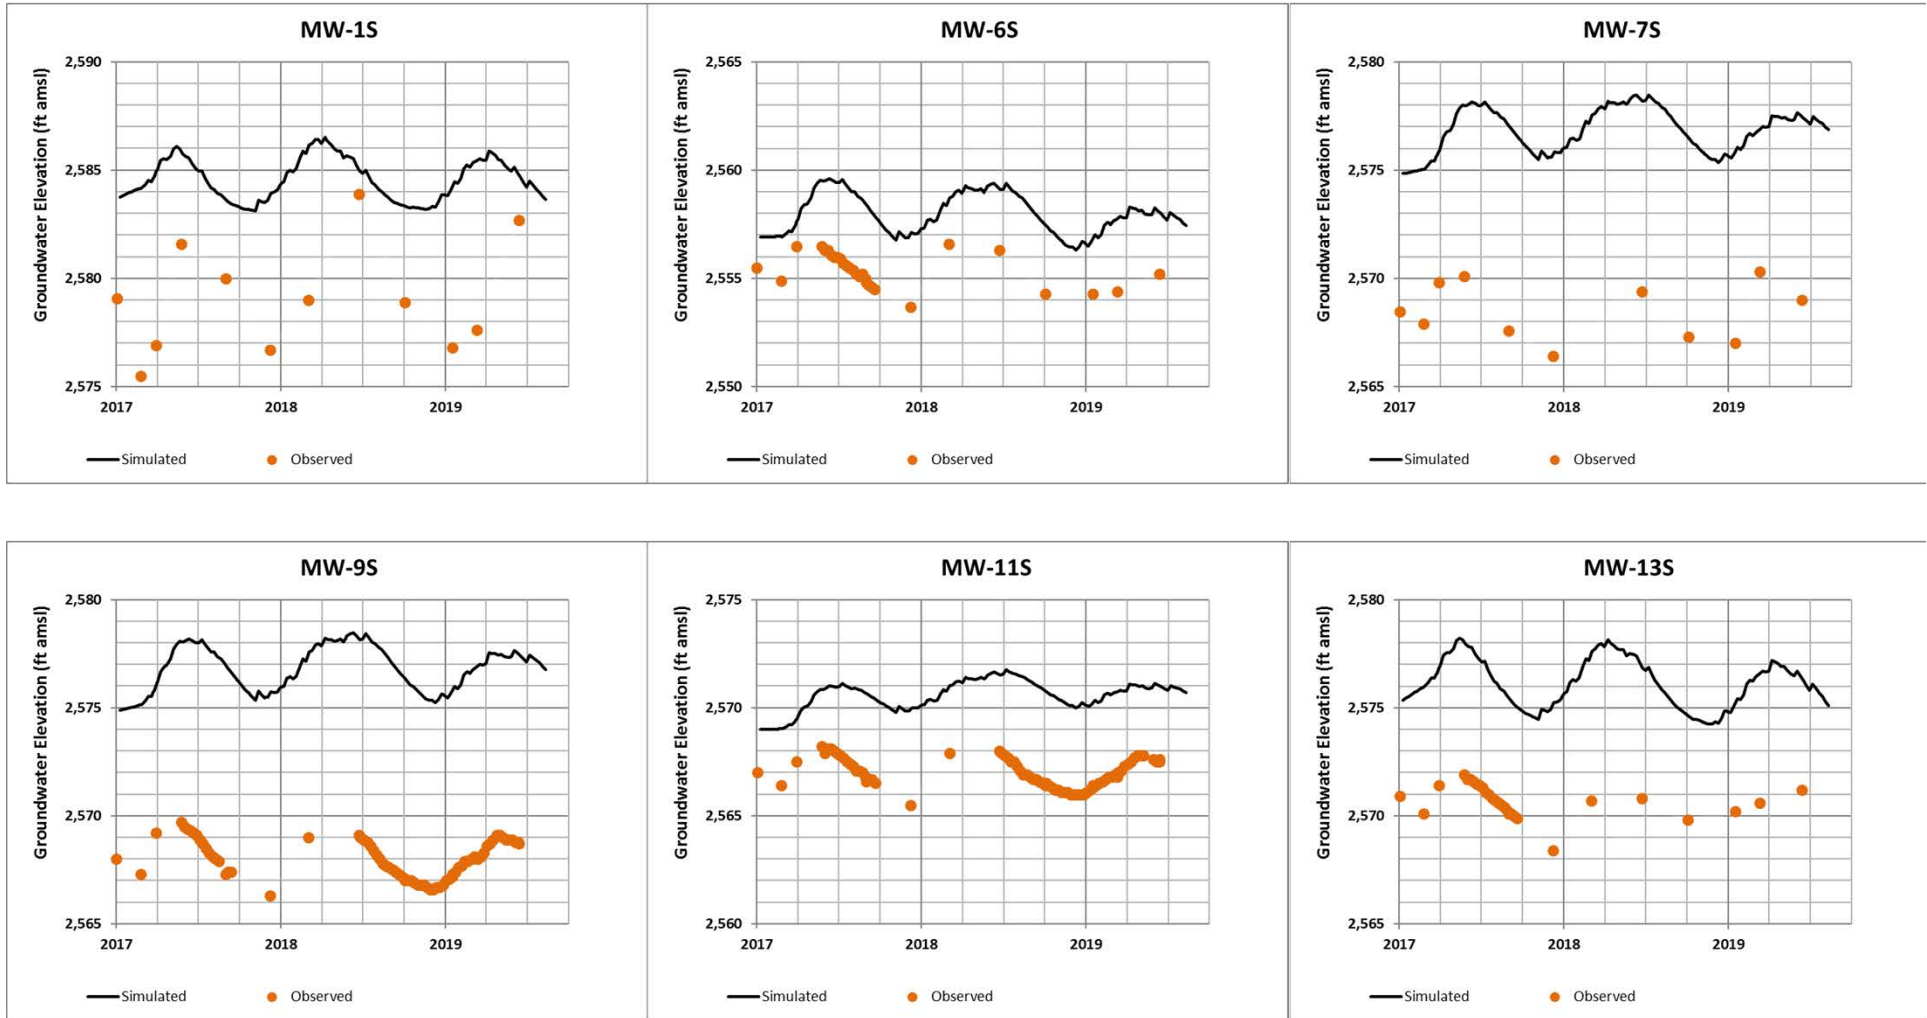 MW-1S
Groundwater Elevation (ft amsl)
2,590
2,585
2,580
2,575
2017
2018
2019
Simulated
Observed
MW-6S
Groundwater Elevation (ft amsl)
2,565
2,560
2,555
2,550
2017
2018
2019
Simulated
Observed
MW-7S
Groundwater Elevation (ft amsl)
2,580
2,575
2,570
2,565
2017
2018
2019
Simulated
Observed
MW-9S
Groundwater Elevation (ft amsl)
2,580
2,575
2,570
2,565
2017
2018
2019
Simulated
Observed
MW-11S
Groundwater Elevation (ft amsl)
2,575
2,570
2,565
2,560
2017
2018
2019
Simulated
Observed
MW-13S
Groundwater Elevation (ft amsl)
2,580
2,575
2,570
2,565
2017
2018
2019
Simulated
Observed